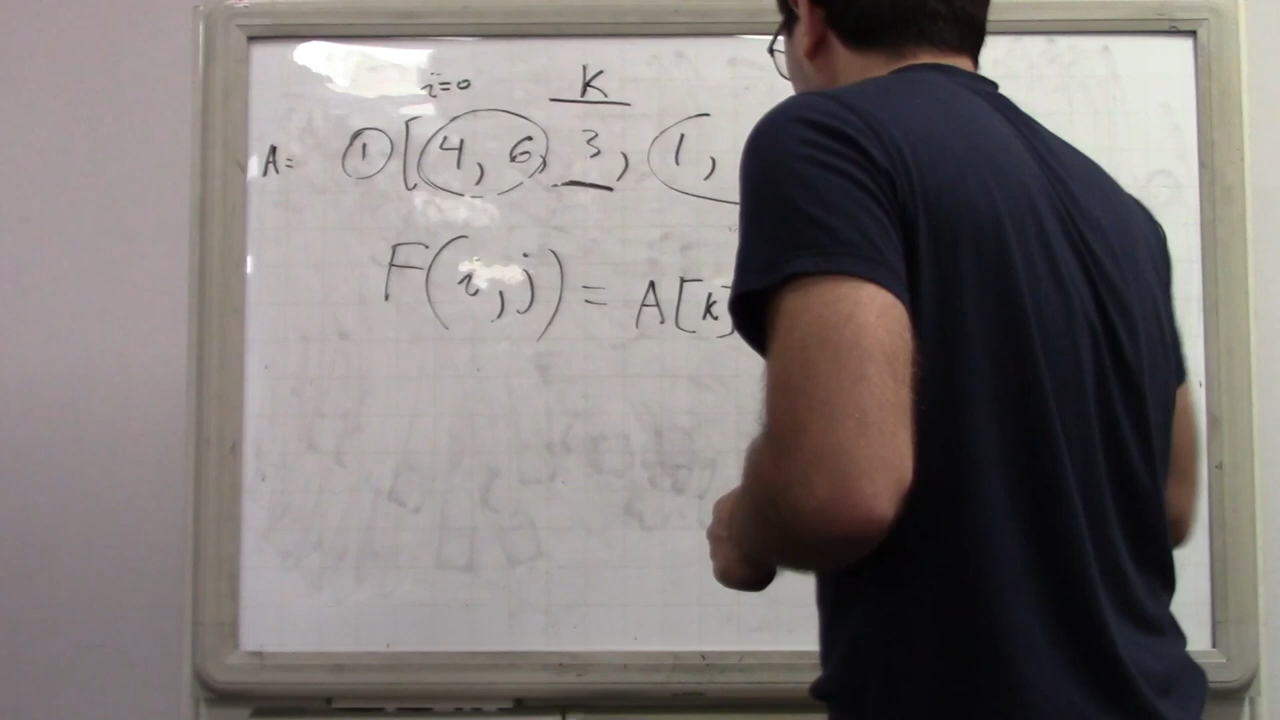 i=0 K
A= ① [4, 6, 3, 1,
F(i,j) = A[k]